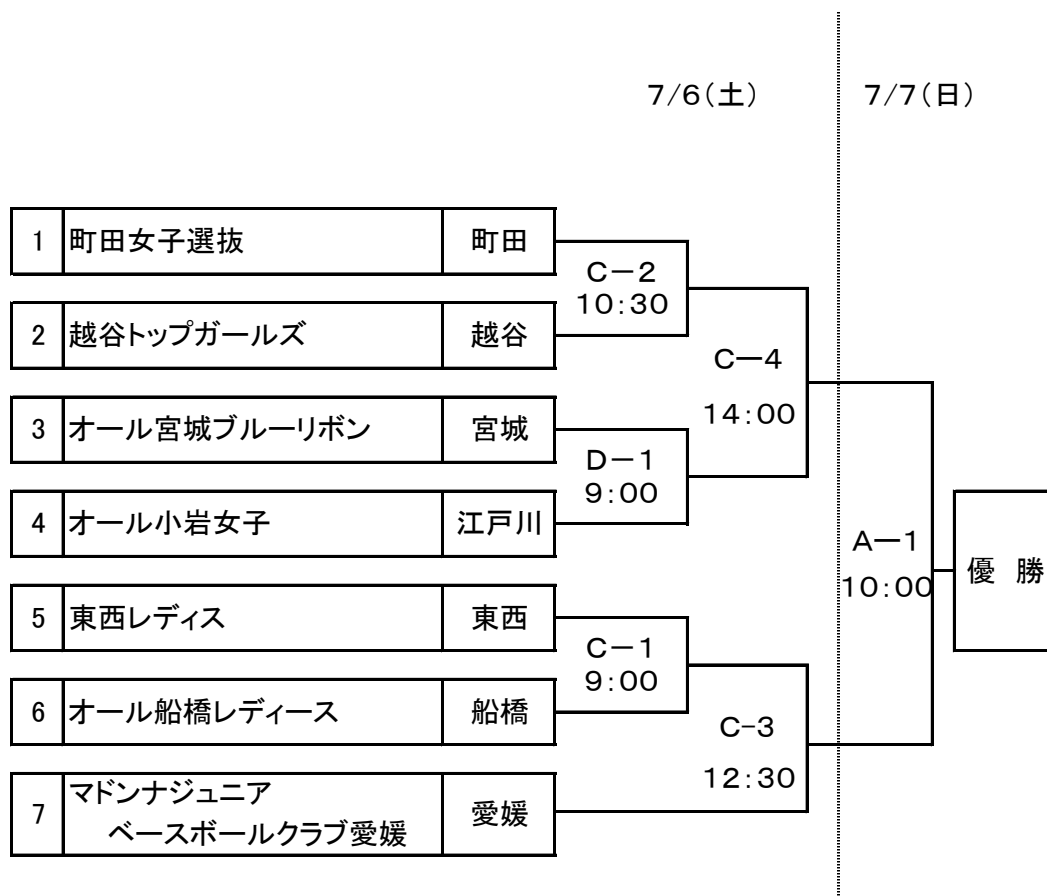 7/6(土) 7/7(日)
1 町田女子選抜 町田
C-2
10:30
2 越谷トップガールズ 越谷
C-4
14:00
3 オール宮城ブルーリボン 宮城
D-1
9:00
4 オール小岩女子 江戸川
A-1
10:00
優 勝
5 東西レディス 東西
C-1
9:00
6 オール船橋レディース 船橋
C-3
12:30
7 マドンナジュニア
ベースボールクラブ愛媛 愛媛